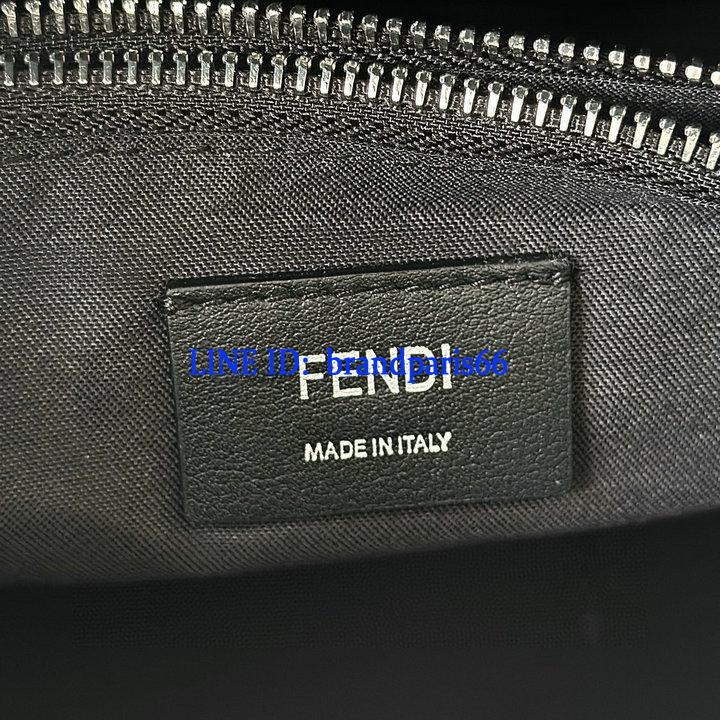 LINE ID: brandparis66
FENDI
MADE IN ITALY